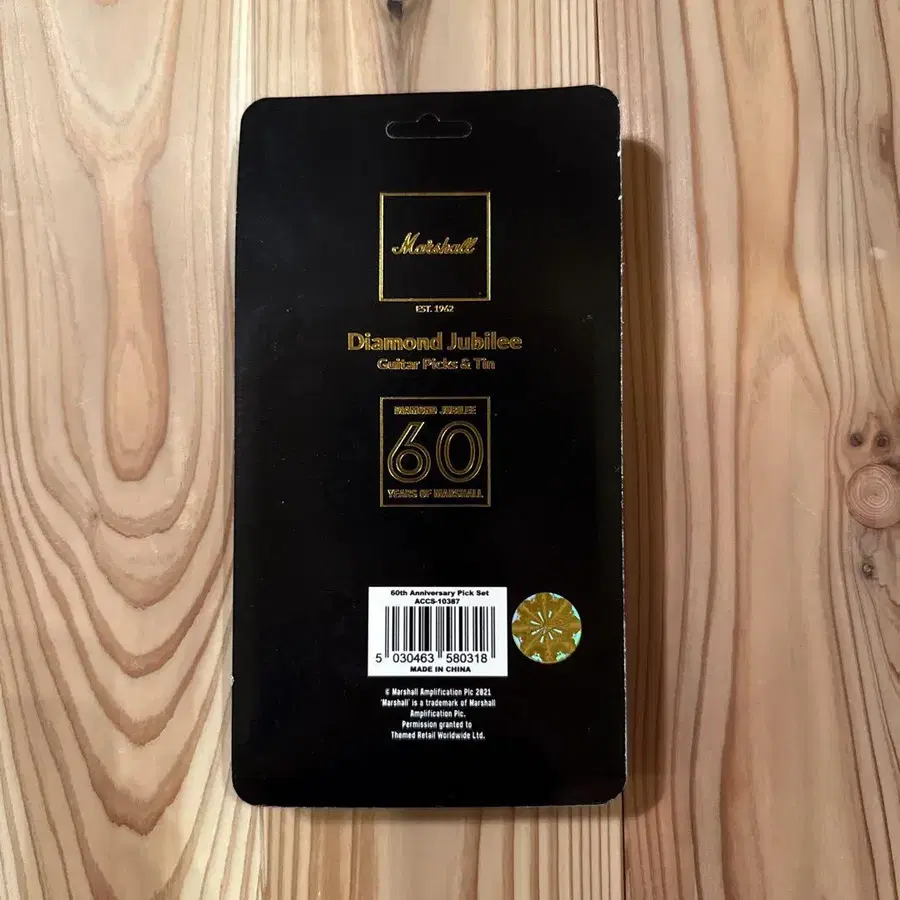 Marshall
EST. 1962
Diamond Jubilee
Guitar Picks & Tin
DIAMOND JUBILEE
60
YEARS OF MARSHALL
60th Anniversary Pick Set
ACCS-10387
5 030463 580318
MADE IN CHINA
© Marshall Amplification Plc 2021
'Marshall' is a trademark of Marshall
Amplification Plc.
Permission granted to
Themed Retail Worldwide Ltd.